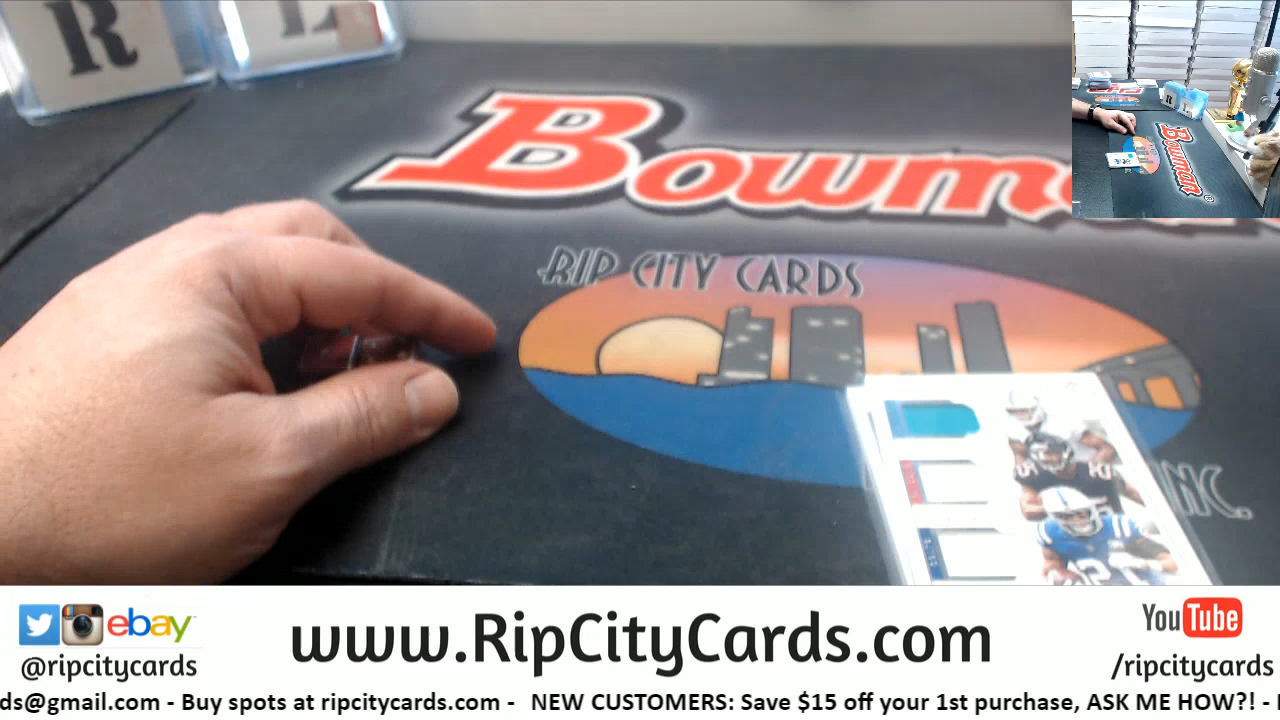 R L
Bowm
RIP CITY CARDS
INC.
Bowman
R L
ebay
www.RipCityCards.com
YouTube
@ripcitycards
/ripcitycards
ds@gmail.com - Buy spots at ripcitycards.com - NEW CUSTOMERS: Save $15 off your 1st purchase, ASK ME HOW?! -